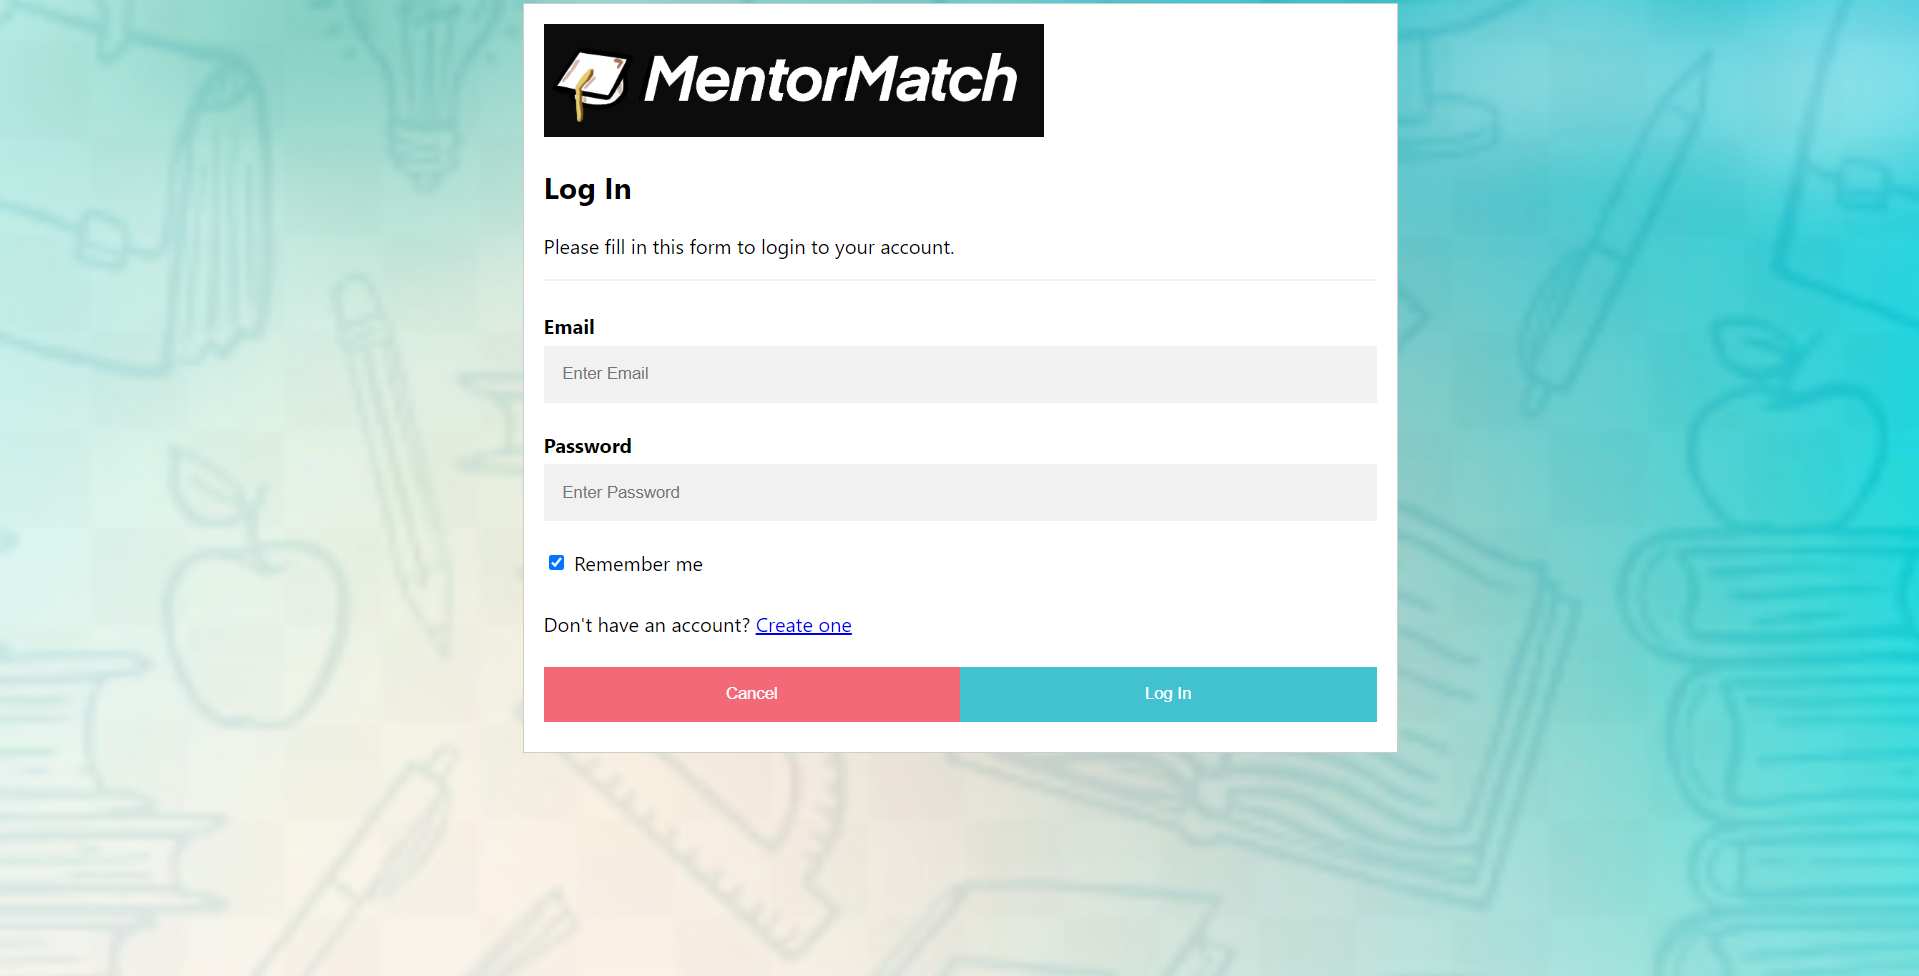 MentorMatch
Log In
Please fill in this form to login to your account.
Email
Enter Email
Password
Enter Password
Remember me
Don't have an account? Create one
Cancel Log In